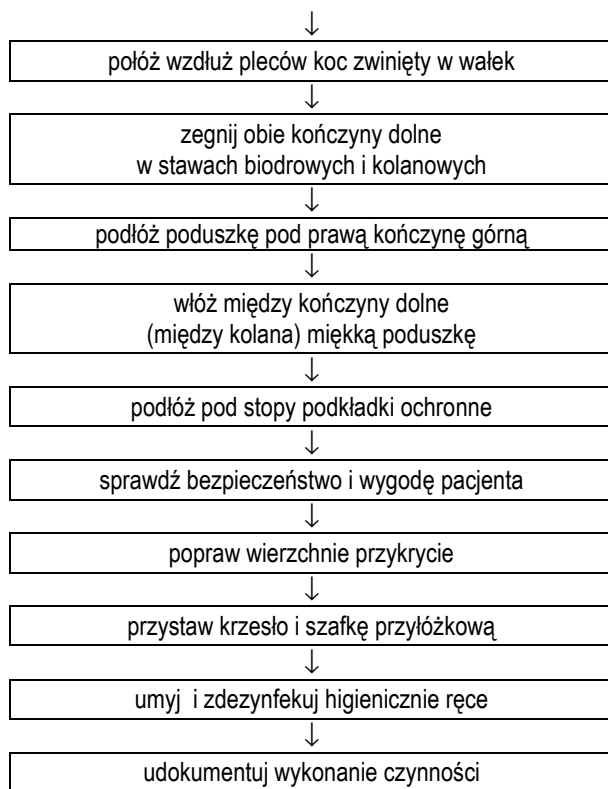 ↓
połóż wzdłuż pleców koc zwinięty w wałek
↓
zegnij obie kończyny dolne
w stawach biodrowych i kolanowych
↓
podłóż poduszkę pod prawą kończynę górną
↓
włóż między kończyny dolne
(między kolana) miękką poduszkę
↓
podłóż pod stopy podkładki ochronne
↓
sprawdź bezpieczeństwo i wygodę pacjenta
↓
popraw wierzchnie przykrycie
↓
przystaw krzesło i szafkę przyłóżkową
↓
umyj i zdezynfekuj higienicznie ręce
↓
udokumentuj wykonanie czynności